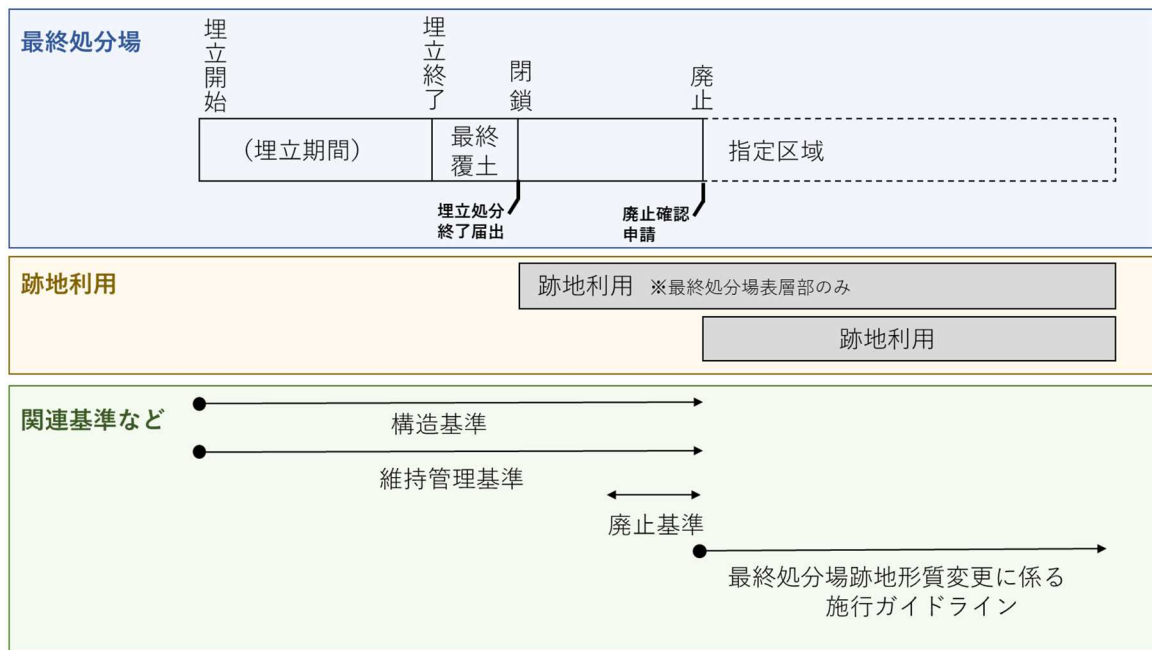 最終処分場
埋立開始
埋立終了
閉鎖
廃止
（埋立期間）
最終
覆土
指定区域
埋立処分
終了届出
廃止確認
申請
跡地利用
跡地利用 ※最終処分場表層部のみ
跡地利用
関連基準など
構造基準
維持管理基準
廃止基準
最終処分場跡地形質変更に係る
施行ガイドライン